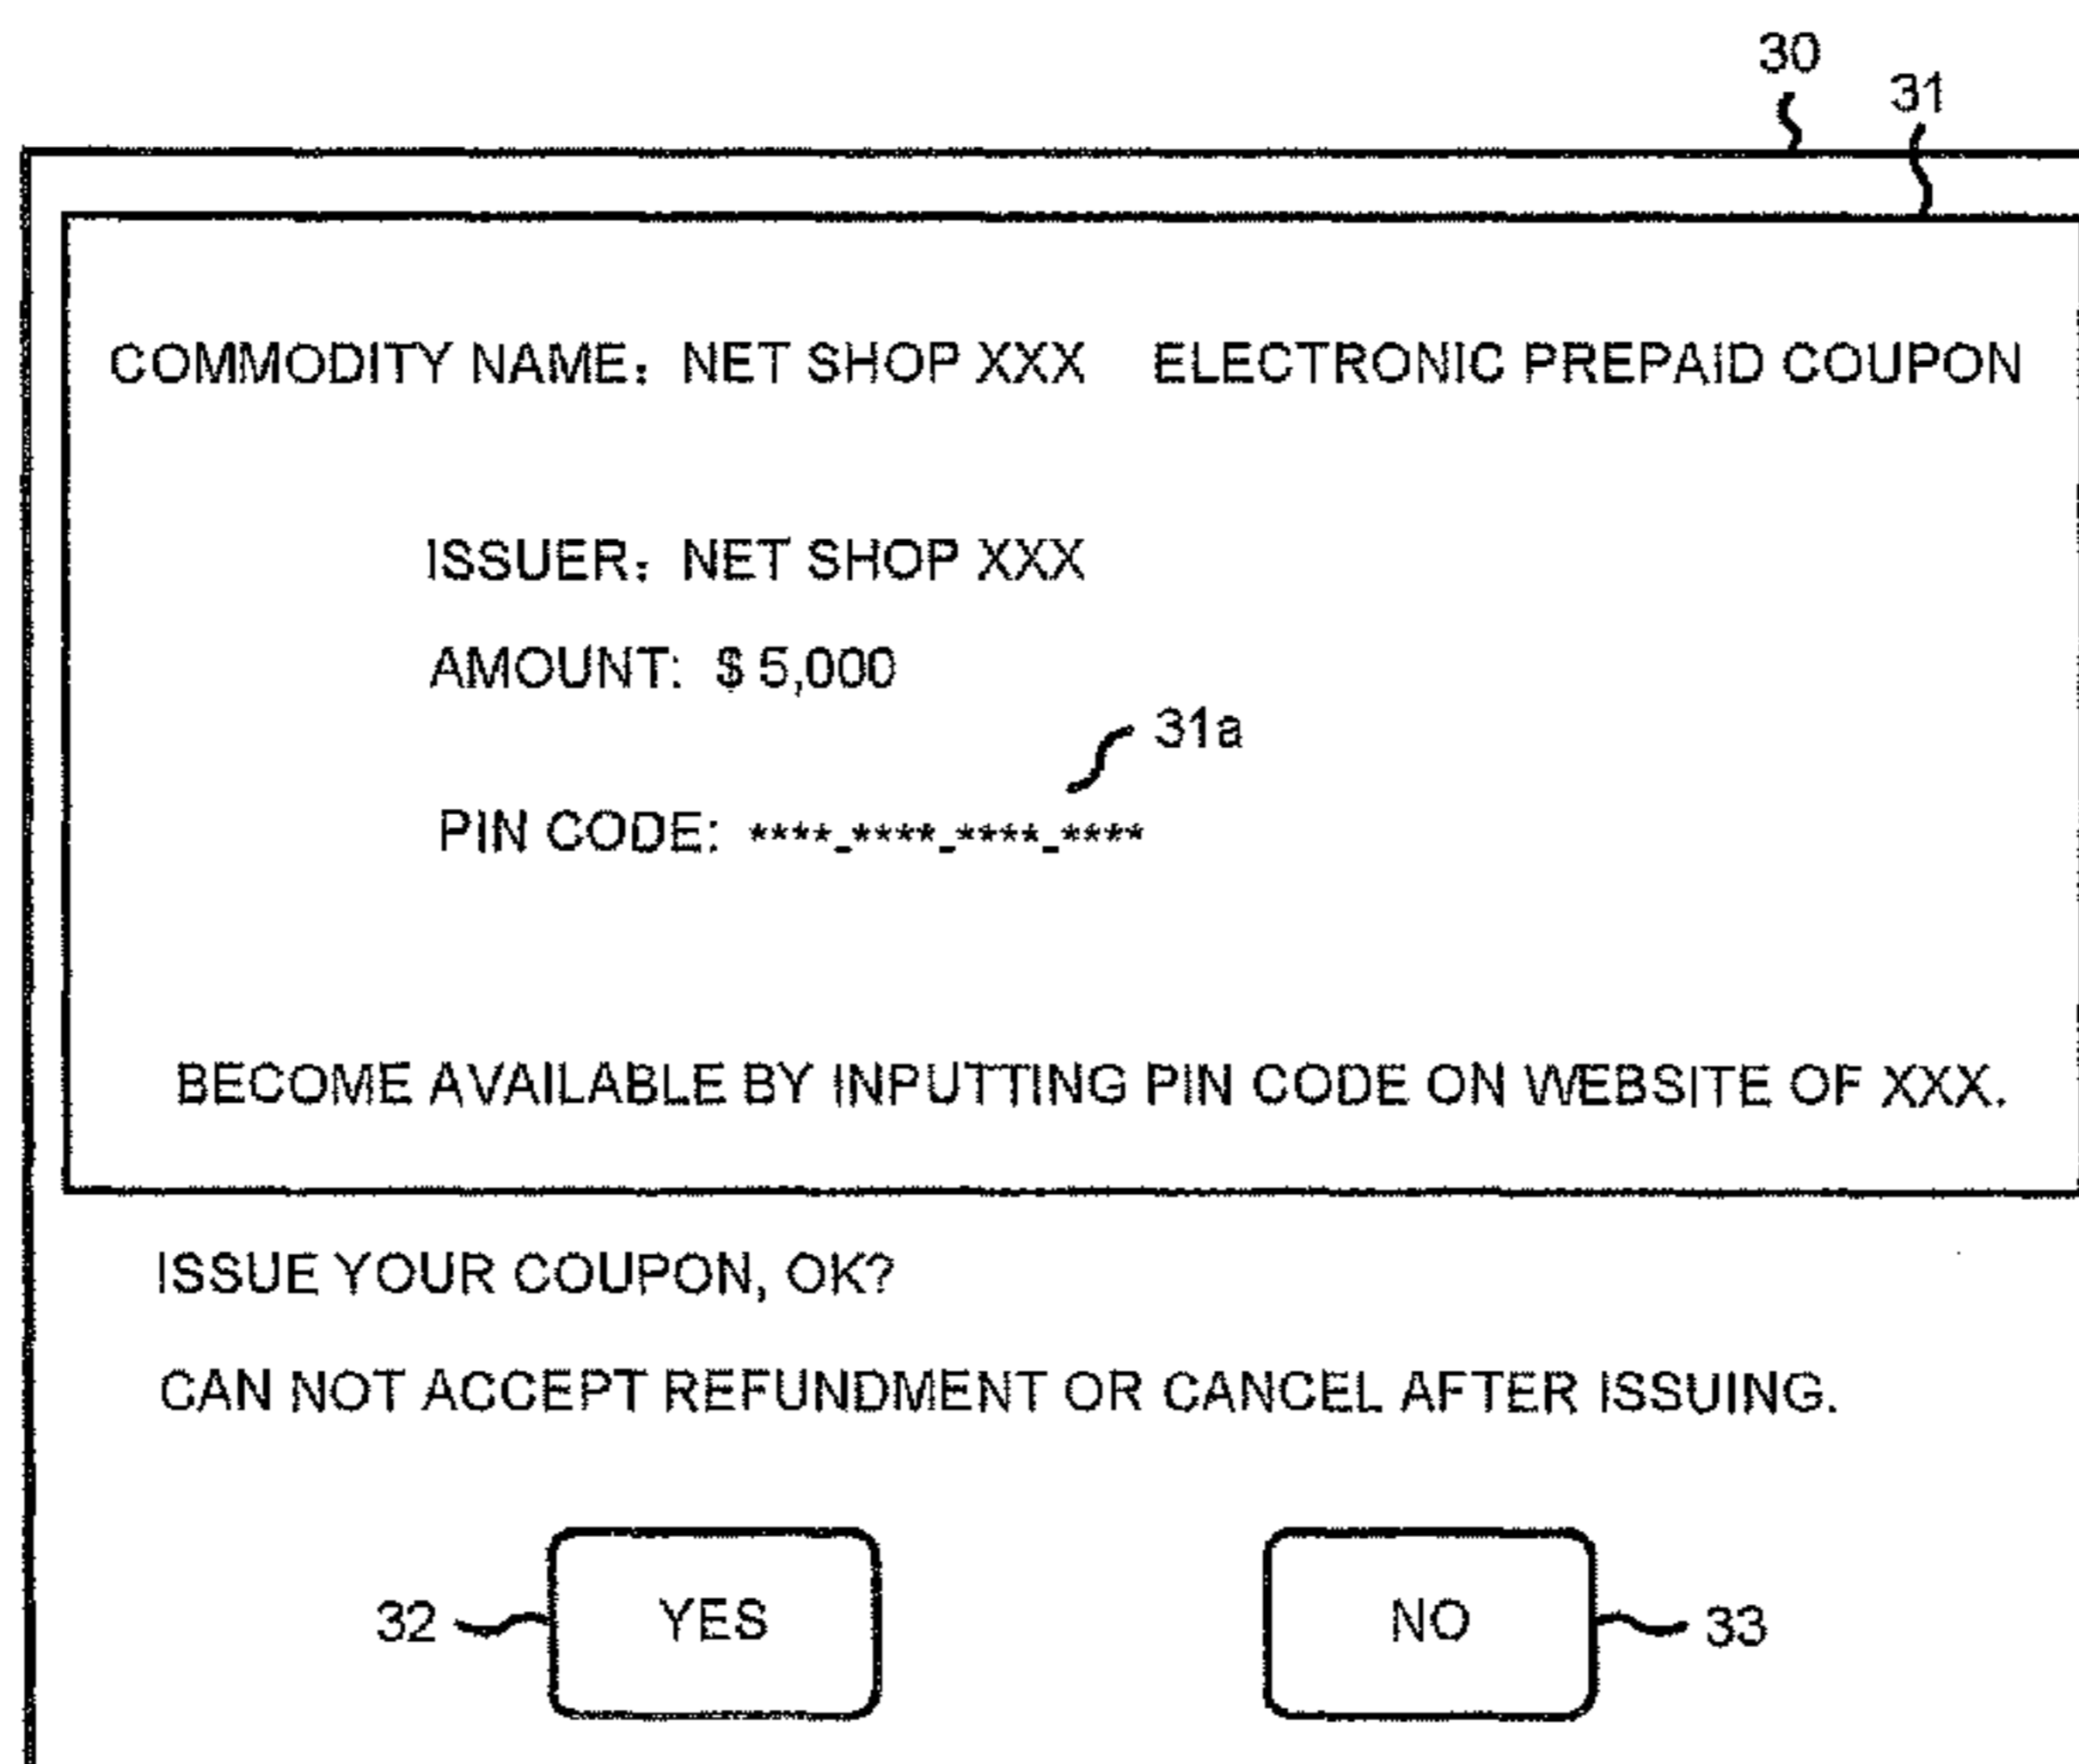 30
31
COMMODITY NAME: NET SHOP XXX ELECTRONIC PREPAID COUPON
ISSUER: NET SHOP XXX
AMOUNT: $ 5,000
31a
PIN CODE: ****-****-****-****
BECOME AVAILABLE BY INPUTTING PIN CODE ON WEBSITE OF XXX.
ISSUE YOUR COUPON, OK?
CAN NOT ACCEPT REFUNDMENT OR CANCEL AFTER ISSUING.
32 YES NO 33